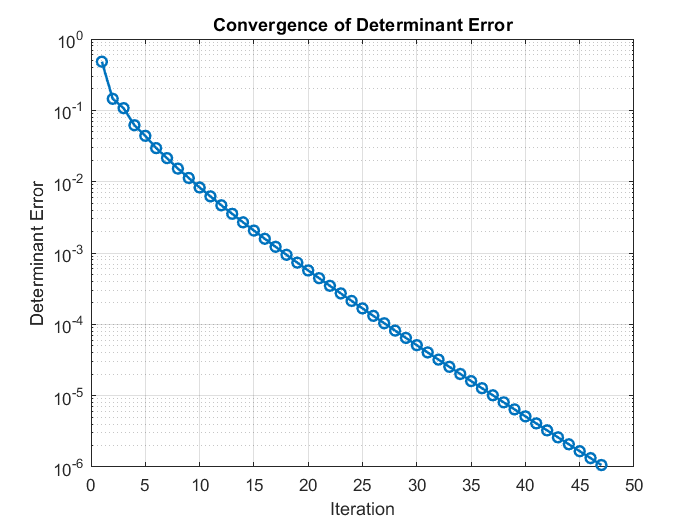 Convergence of Determinant Error
10^0
10^-1
10^-2
10^-3
10^-4
10^-5
10^-6
Determinant Error
0 5 10 15 20 25 30 35 40 45 50
Iteration